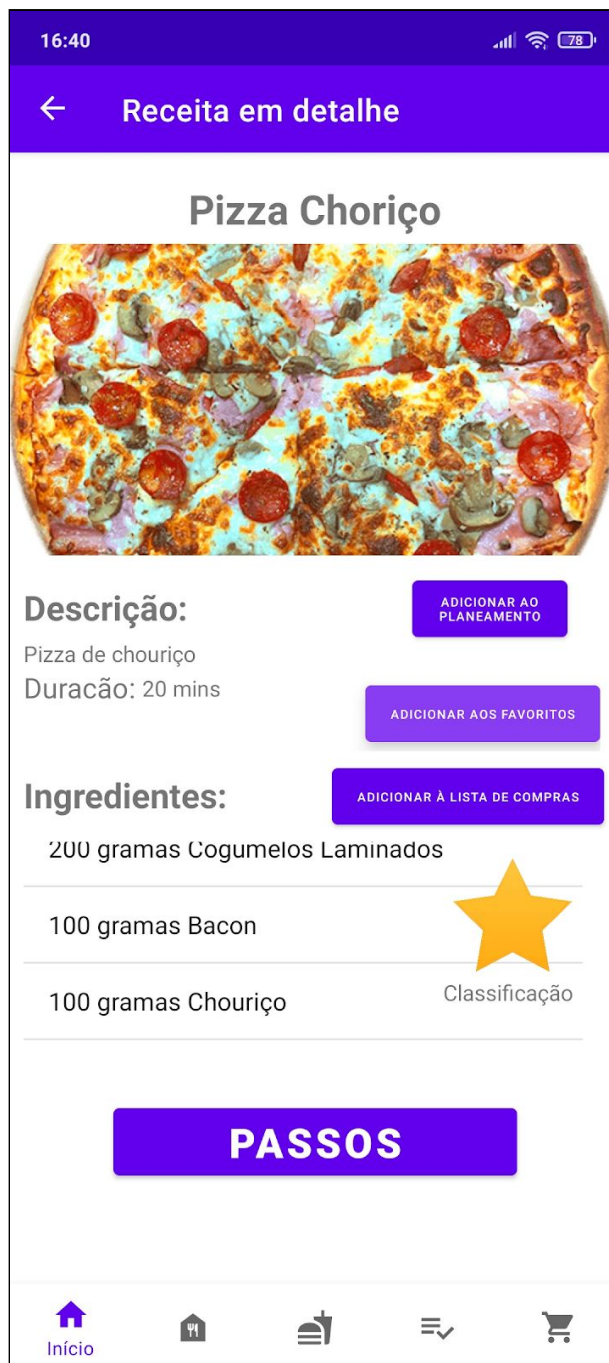 16:40
78
Receita em detalhe
Pizza Choriço
Descrição:
ADICIONAR AO
PLANEAMENTO
Pizza de chouriço
Duracão: 20 mins
ADICIONAR AOS FAVORITOS
Ingredientes:
ADICIONAR À LISTA DE COMPRAS
200 gramas Cogumelos Laminados
100 gramas Bacon
100 gramas Chouriço
Classificação
PASSOS
Início